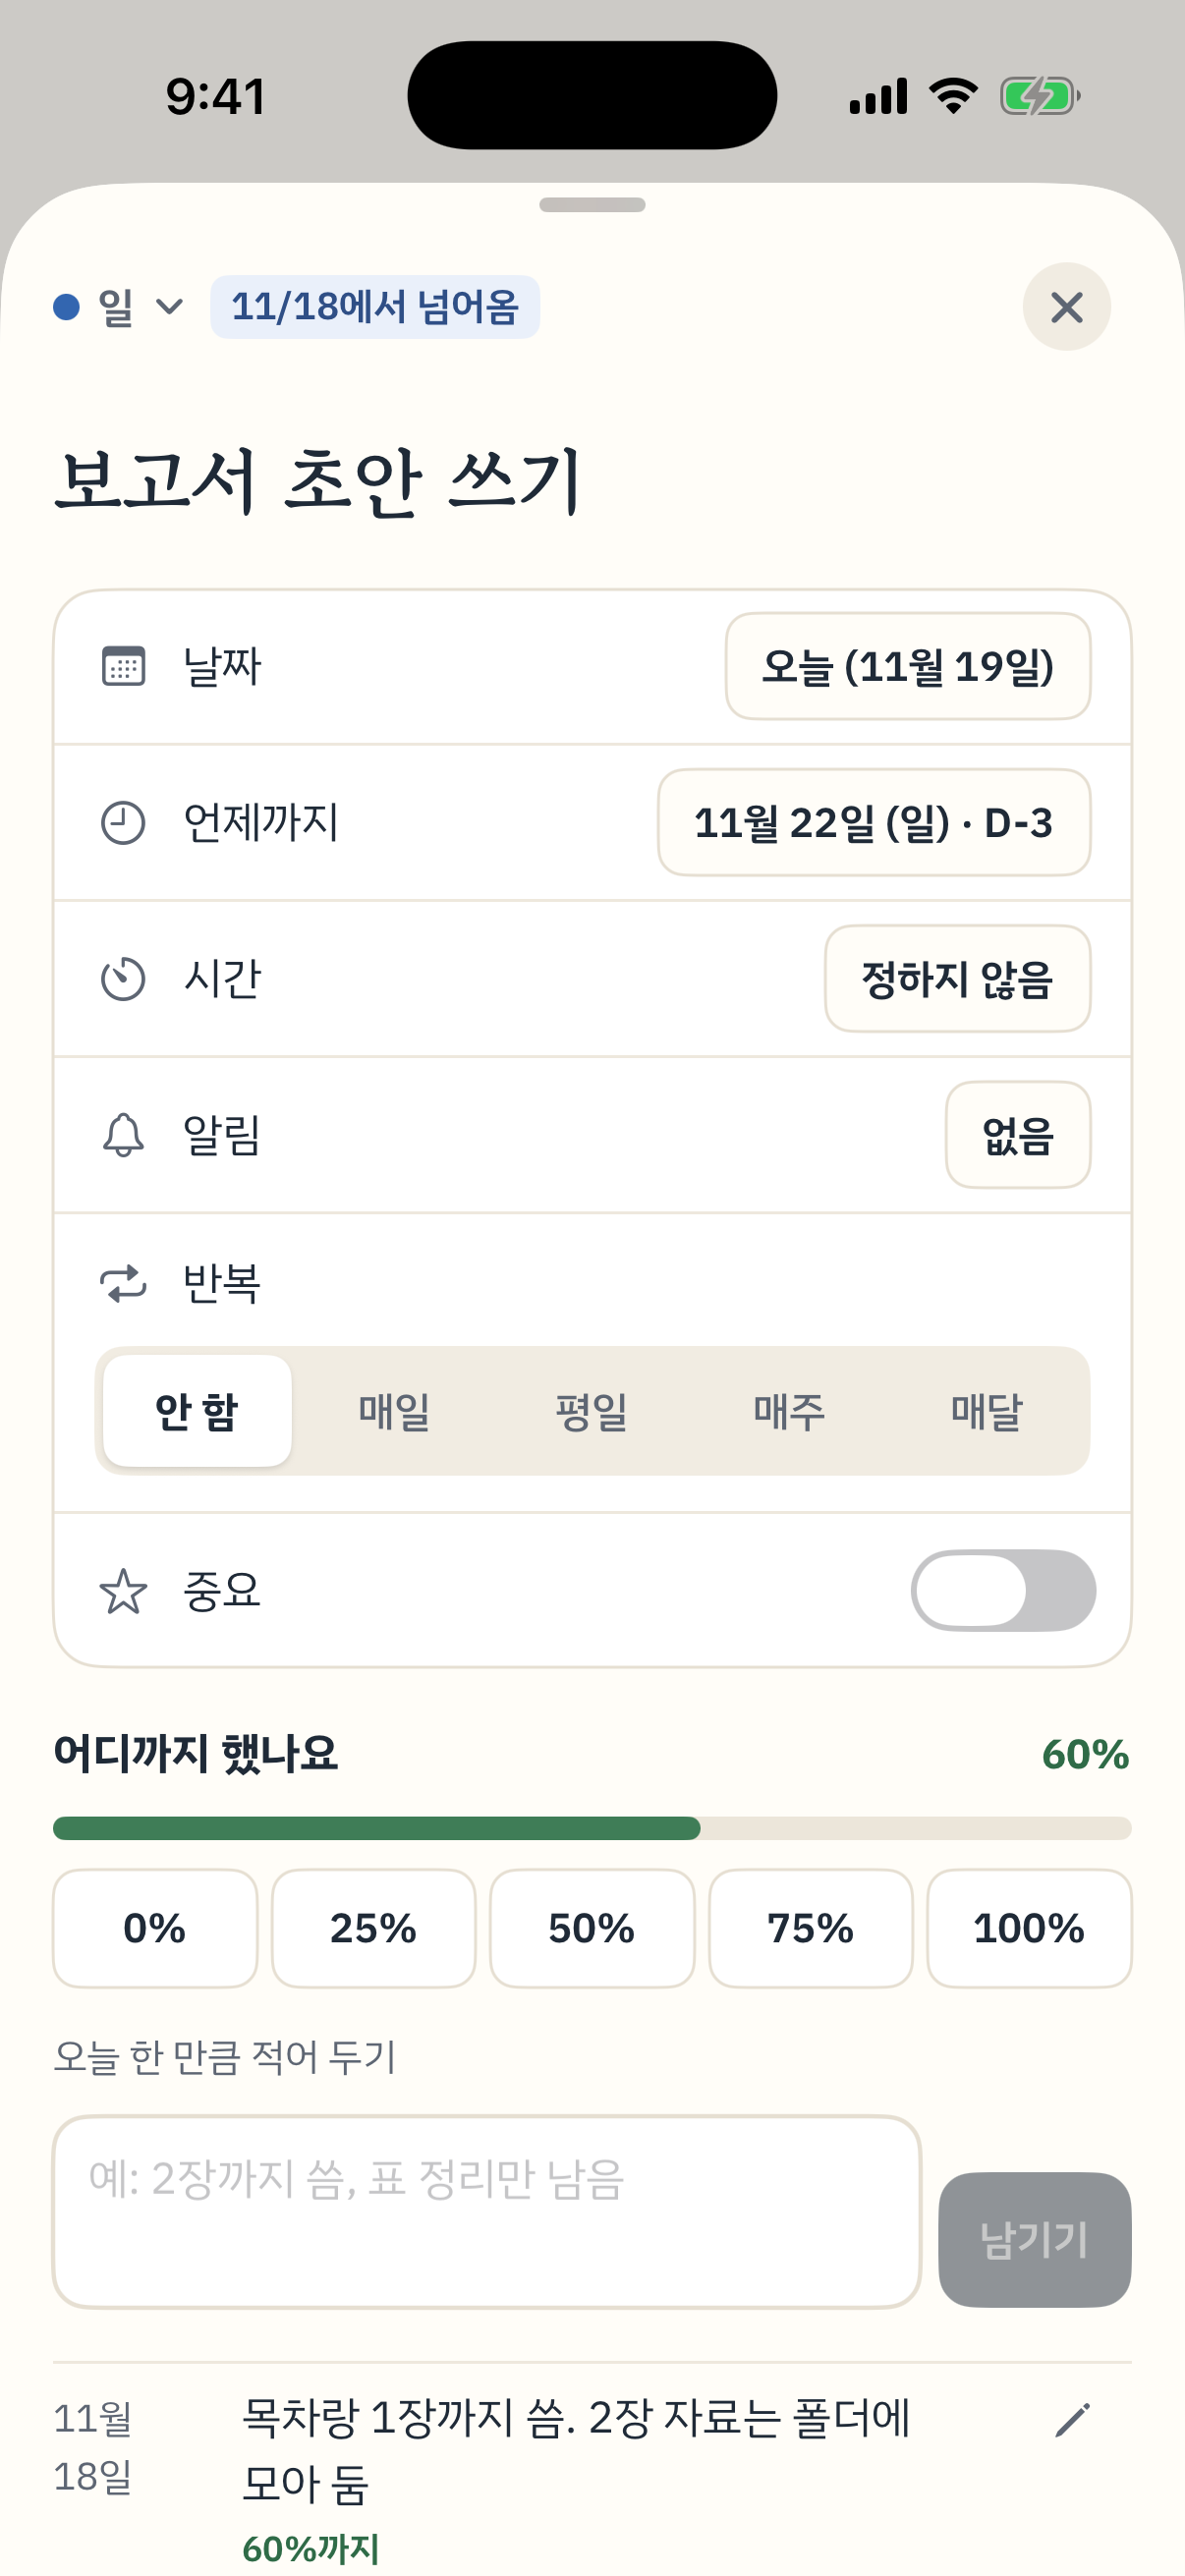 9:41
일
11/18에서 넘어옴
보고서 초안 쓰기
날짜
오늘 (11월 19일)
언제까지
11월 22일 (일) · D-3
시간
정하지 않음
알림
없음
반복
안 함
매일
평일
매주
매달
중요
어디까지 했나요
60%
0%
25%
50%
75%
100%
오늘 한 만큼 적어 두기
예: 2장까지 씀, 표 정리만 남음
남기기
11월
18일
목차랑 1장까지 씀. 2장 자료는 폴더에
모아 둠
60%까지